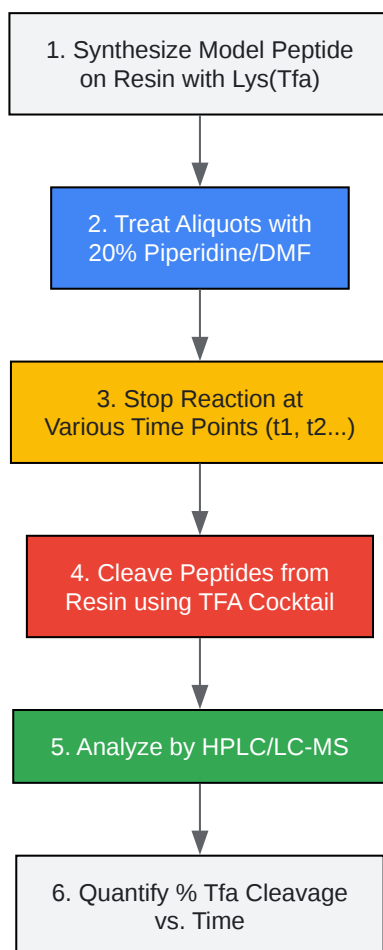 1. Synthesize Model Peptide
on Resin with Lys(Tfa)
2. Treat Aliquots with
20% Piperidine/DMF
3. Stop Reaction at
Various Time Points (t1, t2...)
4. Cleave Peptides from
Resin using TFA Cocktail
5. Analyze by HPLC/LC-MS
6. Quantify % Tfa Cleavage
vs. Time